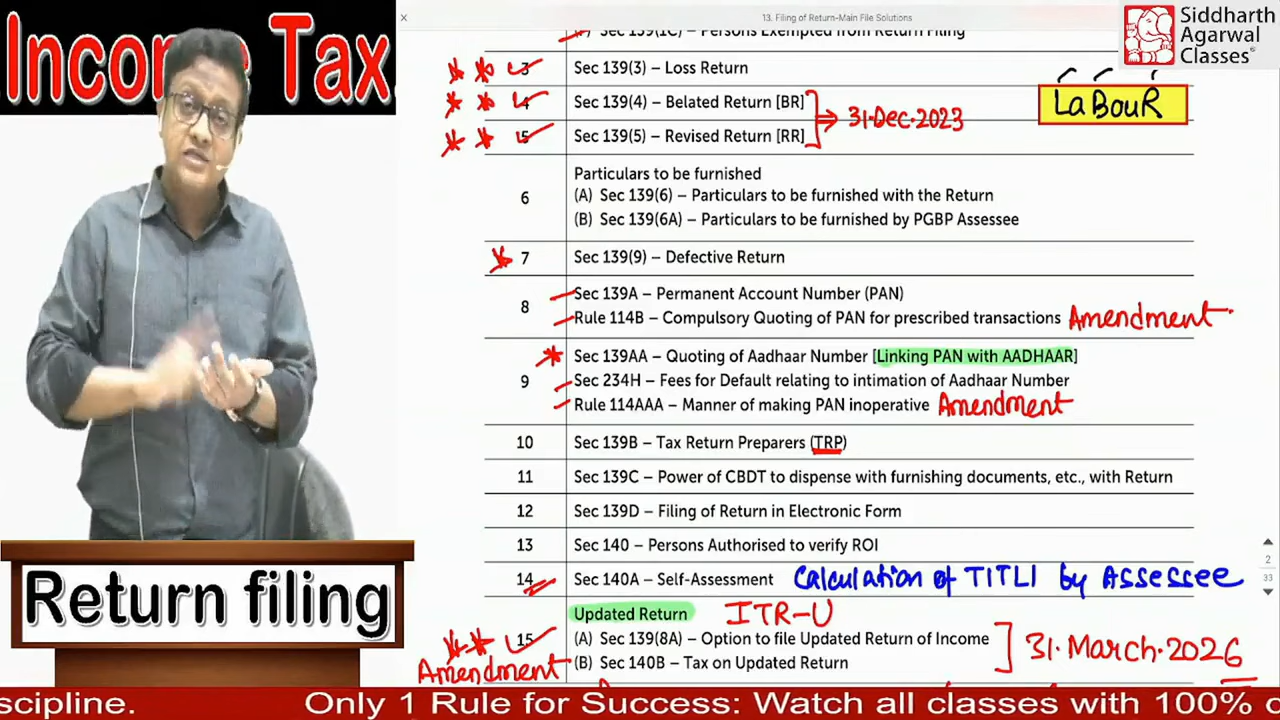 Income Tax.
13. Filing of Return-Main File Solutions
Siddharth
Agarwal
Classes®
Sec 139(1C) – Persons Exempted from Return Filing
3 Sec 139(3) – Loss Return
4 Sec 139(4) – Belated Return [BR]
31.Dec.2023
LaBouR
5 Sec 139(5) – Revised Return [RR]
6 Particulars to be furnished
(A) Sec 139(6) – Particulars to be furnished with the Return
(B) Sec 139(6A) – Particulars to be furnished by PGBP Assessee
7 Sec 139(9) – Defective Return
8 Sec 139A – Permanent Account Number (PAN)
Rule 114B – Compulsory Quoting of PAN for prescribed transactions Amendment
9 Sec 139AA – Quoting of Aadhaar Number [Linking PAN with AADHAAR]
Sec 234H – Fees for Default relating to intimation of Aadhaar Number
Rule 114AAA – Manner of making PAN inoperative Amendment
10 Sec 139B – Tax Return Preparers (TRP)
11 Sec 139C – Power of CBDT to dispense with furnishing documents, etc., with Return
12 Sec 139D – Filing of Return in Electronic Form
13 Sec 140 – Persons Authorised to verify ROI
14 Sec 140A – Self-Assessment Calculation of TITLI by Assessee
Updated Return ITR-U
15 (A) Sec 139(8A) – Option to file Updated Return of Income
31.March.2026
Amendment (B) Sec 140B – Tax on Updated Return
2
33
Return filing
scipline. Only 1 Rule for Success: Watch all classes with 100% d